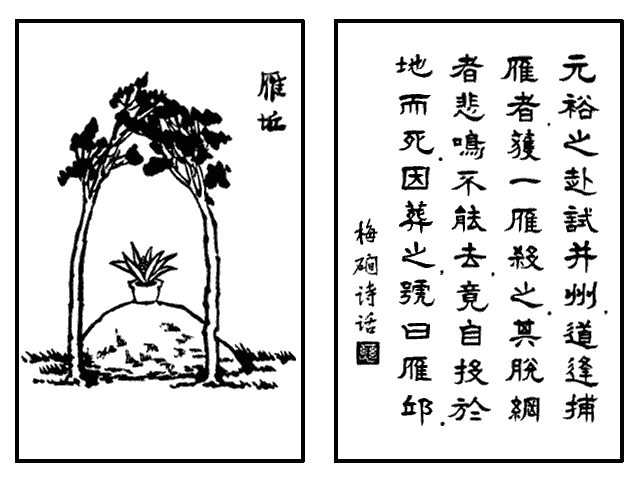 雁坵
元裕之赴試并州．道逢捕
雁者．獲一雁殺之．其脫網
者悲鳴不能去．竟自投於
地而死．因葬之．號曰雁邱．
梅磵诗话